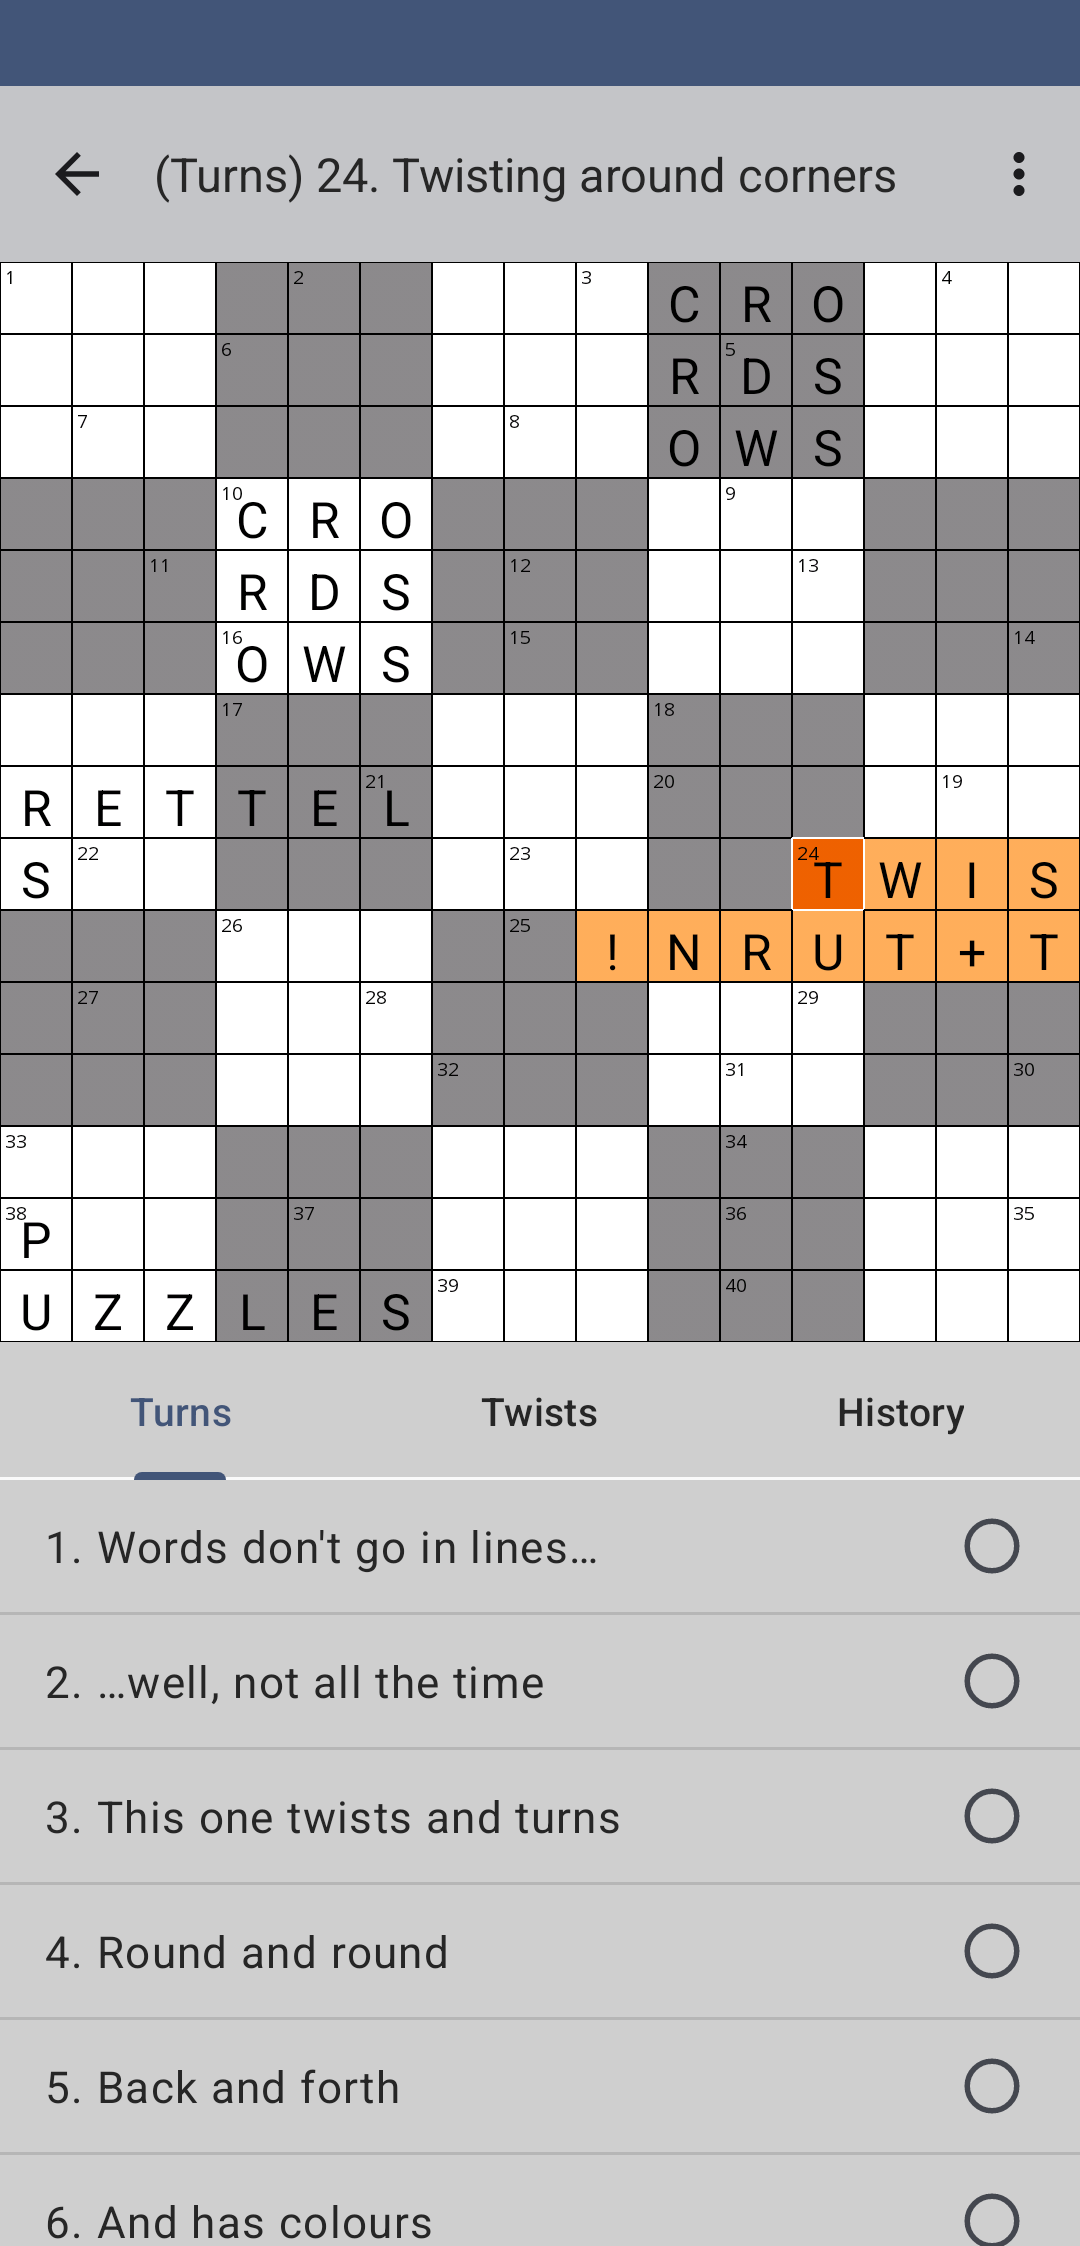 (Turns) 24. Twisting around corners
1 2 3 C R O 4
6 R 5 D S
7 8 O W S
10 C R O 9
11 R D S 12 13
16 O W S 15 14
17 18
R E T T E 21 L 20 19
S 22 23 24 T W I S
26 25 ! N R U T + T
27 28 29
32 31 30
33 34
38 P 37 36 35
U Z Z L E S 39 40
Turns Twists History
1. Words don't go in lines…
2. …well, not all the time
3. This one twists and turns
4. Round and round
5. Back and forth
6. And has colours